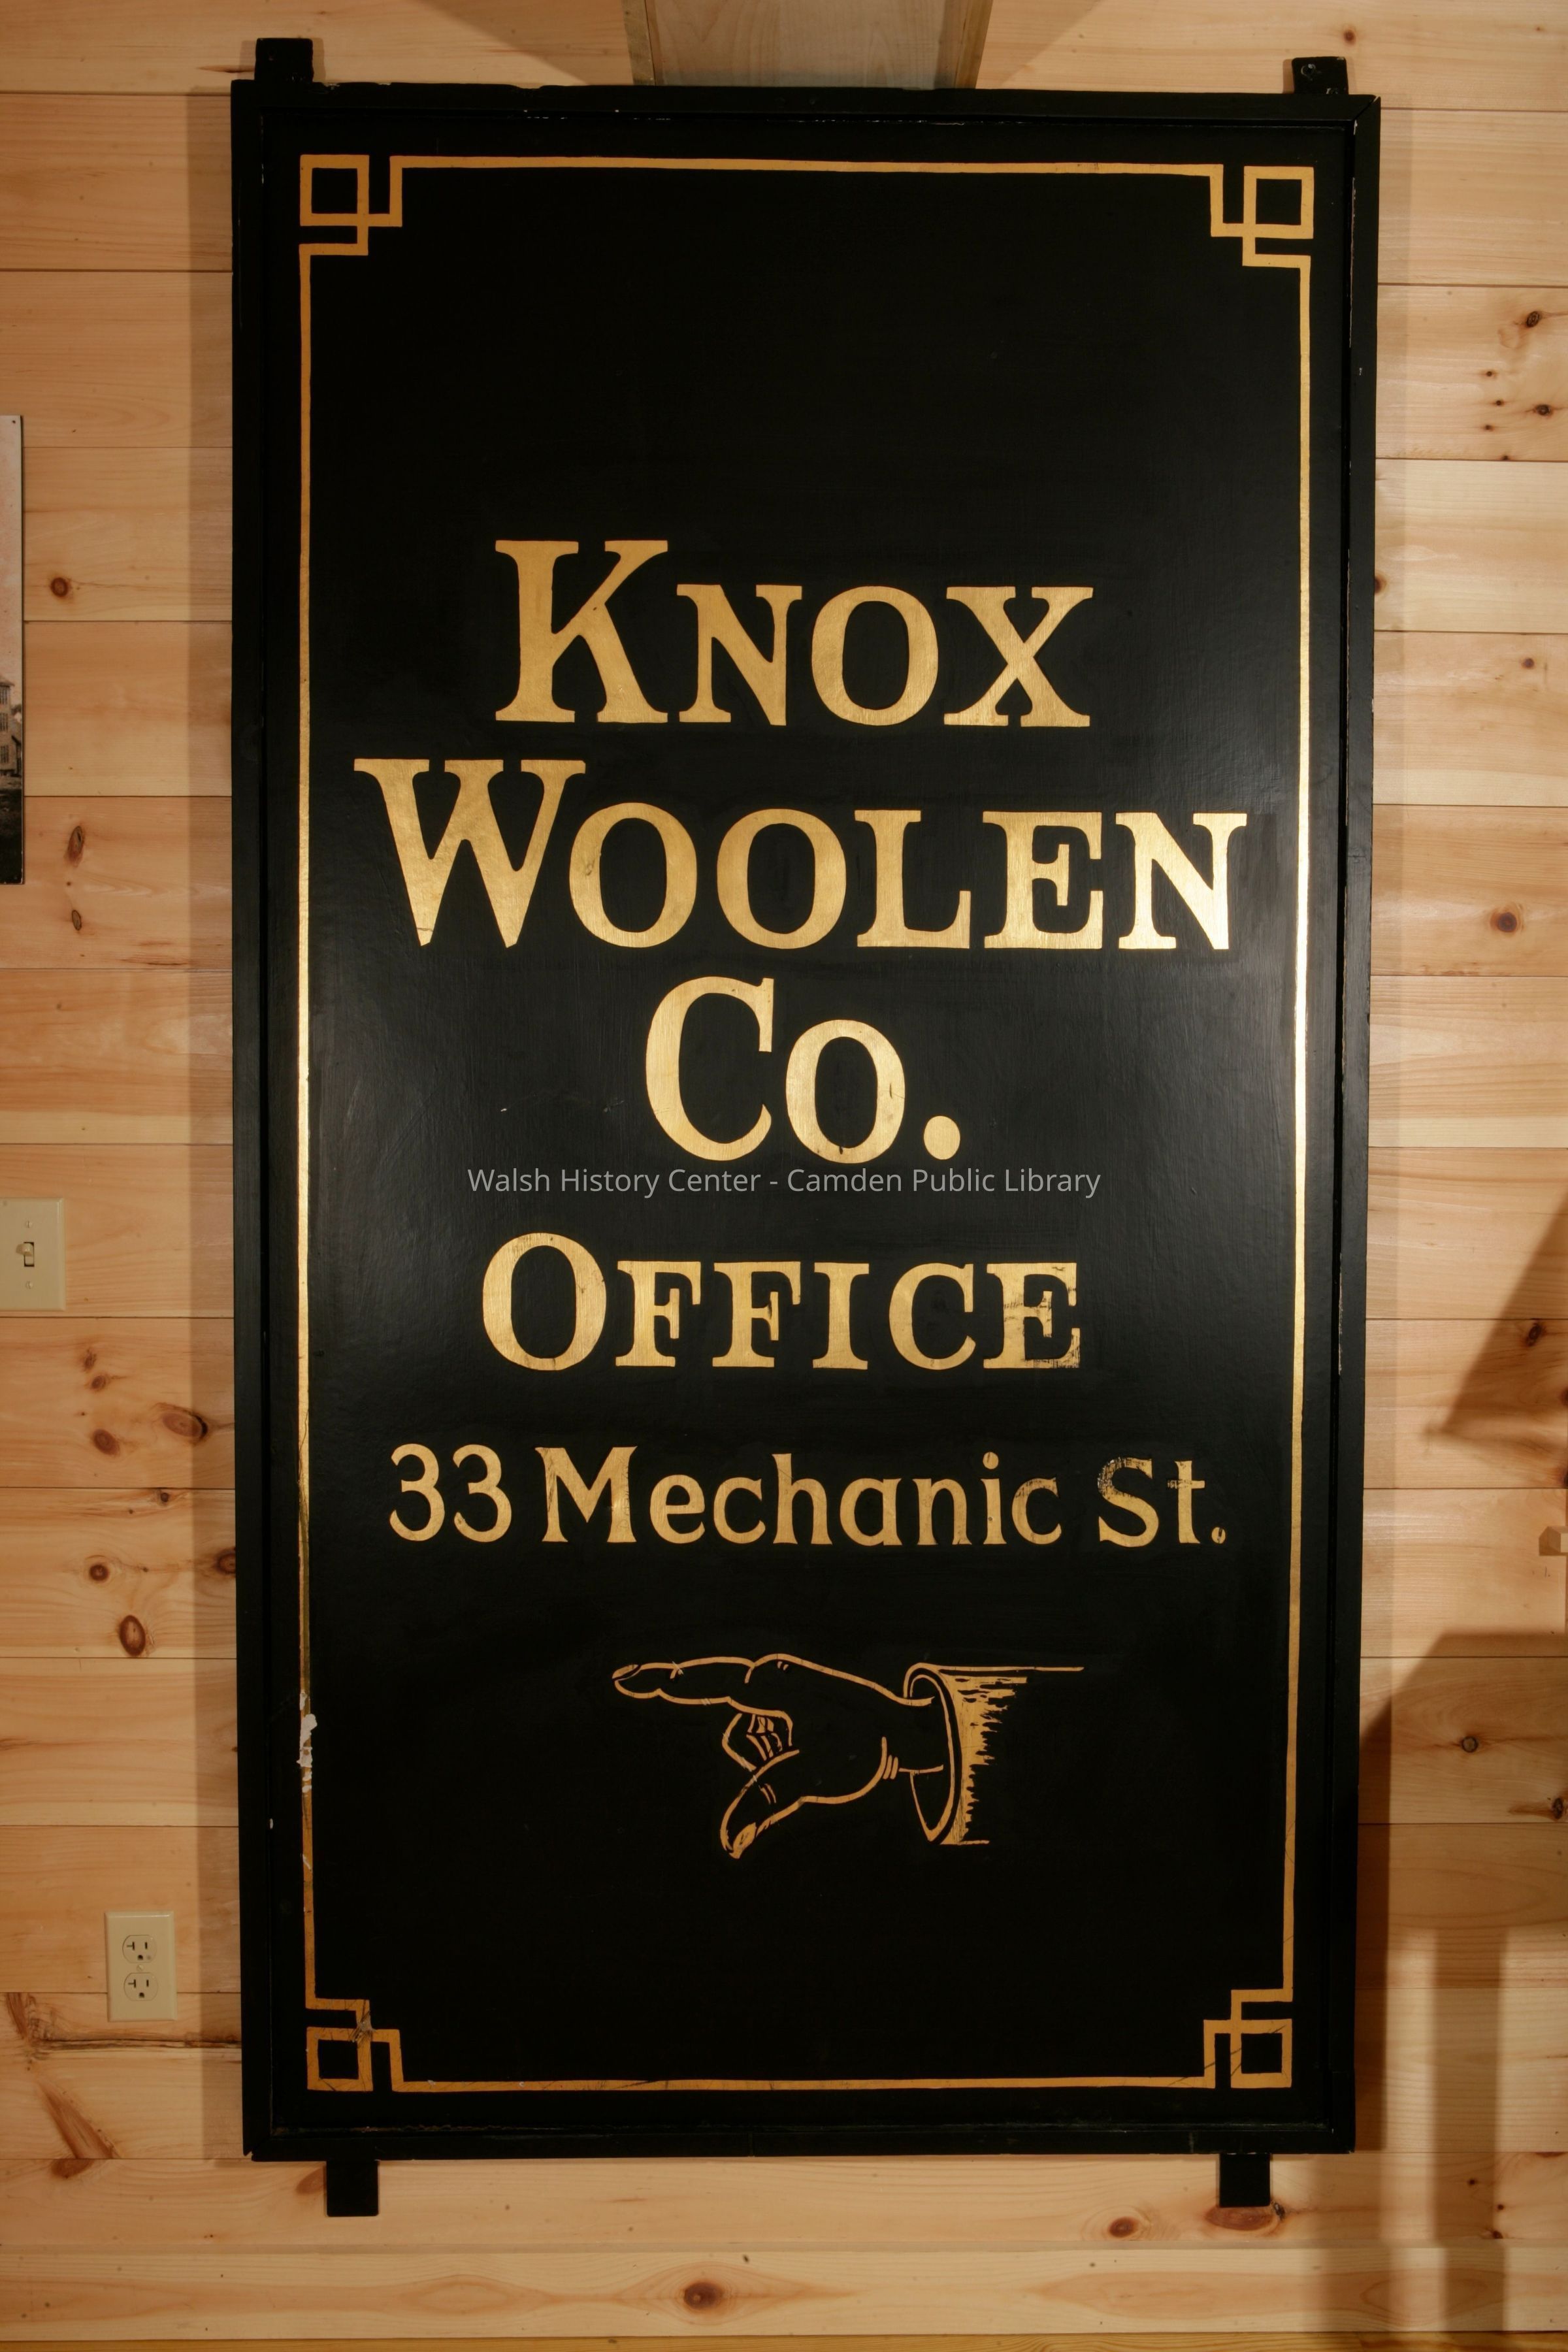 KNOX
WOOLEN
CO.
Walsh History Center - Camden Public Library
OFFICE
33 Mechanic St.